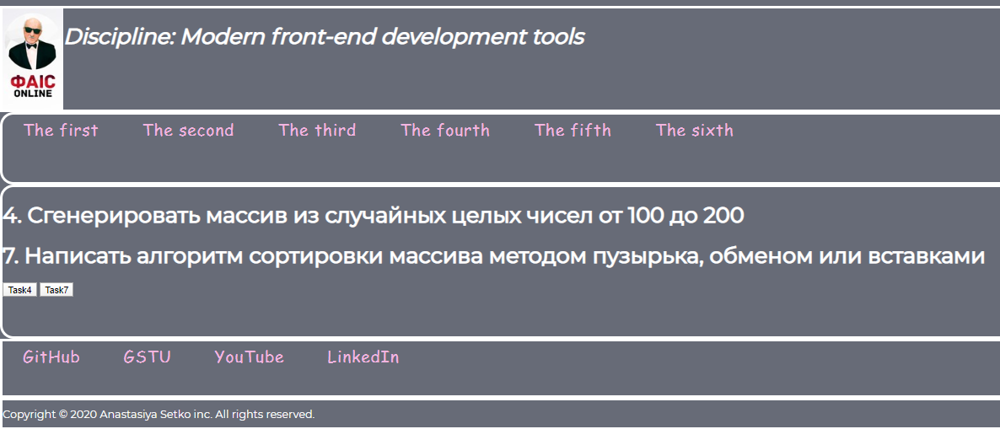 Discipline: Modern front-end development tools
ФАІС
ONLINE
The first The second The third The fourth The fifth The sixth
4. Сгенерировать массив из случайных целых чисел от 100 до 200
7. Написать алгоритм сортировки массива методом пузырька, обменом или вставками
Task4 Task7
GitHub GSTU YouTube LinkedIn
Copyright © 2020 Anastasiya Setko inc. All rights reserved.